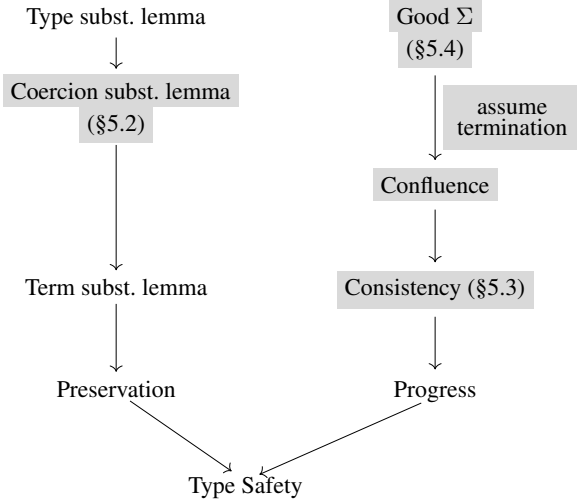 Type subst. lemma
Coercion subst. lemma
(§5.2)
Term subst. lemma
Preservation
Good Σ
(§5.4)
assume
termination
Confluence
Consistency (§5.3)
Progress
Type Safety